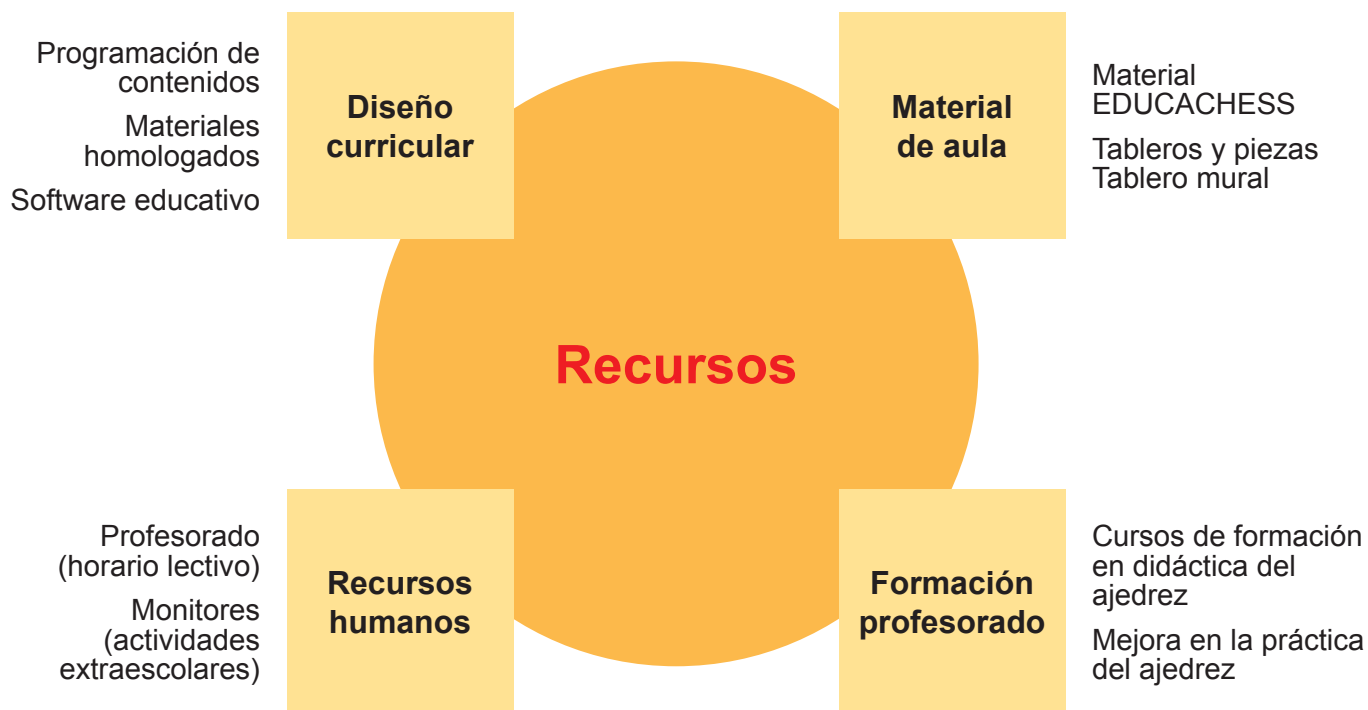 Programación de
contenidos
Materiales
homologados
Software educativo
Diseño
curricular
Material
de aula
Material
EDUCACHESS
Tableros y piezas
Tablero mural
Recursos
Profesorado
(horario lectivo)
Monitores
(actividades
extraescolares)
Recursos
humanos
Formación
profesorado
Cursos de formación
en didáctica del
ajedrez
Mejora en la práctica
del ajedrez